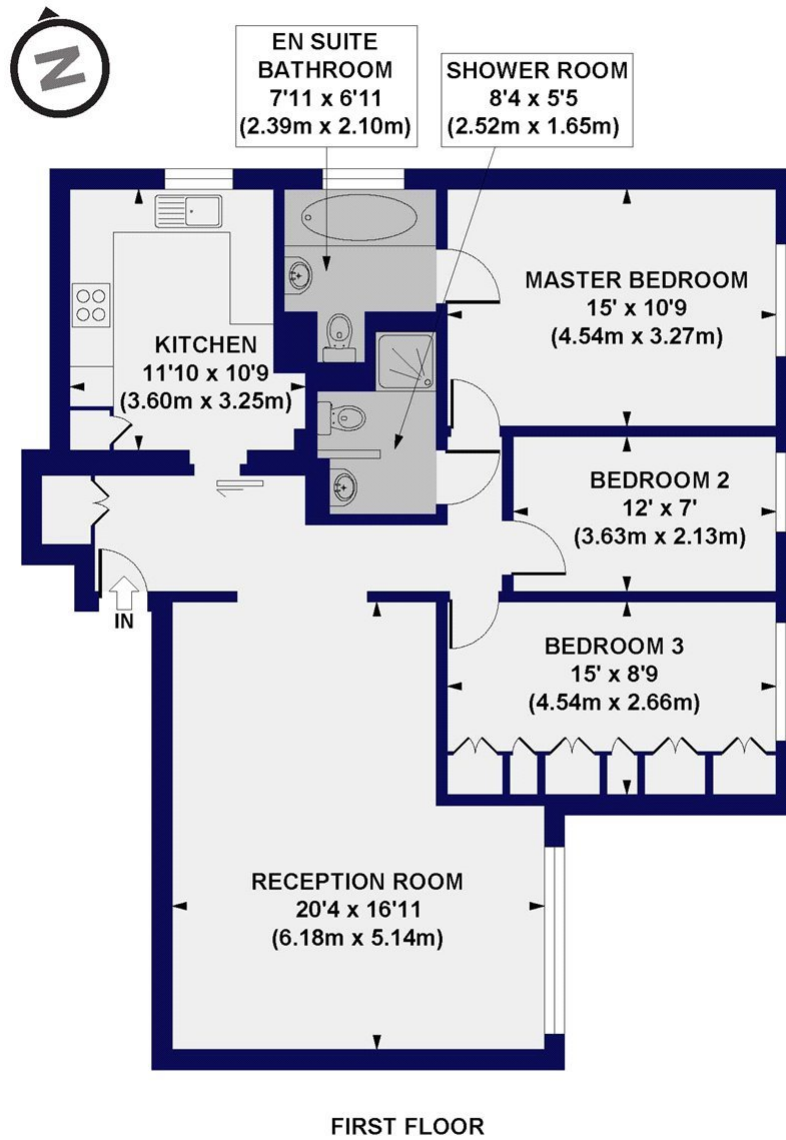 N
EN SUITE
BATHROOM
7'11 x 6'11
(2.39m x 2.10m)
SHOWER ROOM
8'4 x 5'5
(2.52m x 1.65m)
MASTER BEDROOM
15' x 10'9
(4.54m x 3.27m)
KITCHEN
11'10 x 10'9
(3.60m x 3.25m)
BEDROOM 2
12' x 7'
(3.63m x 2.13m)
IN
BEDROOM 3
15' x 8'9
(4.54m x 2.66m)
RECEPTION ROOM
20'4 x 16'11
(6.18m x 5.14m)
FIRST FLOOR